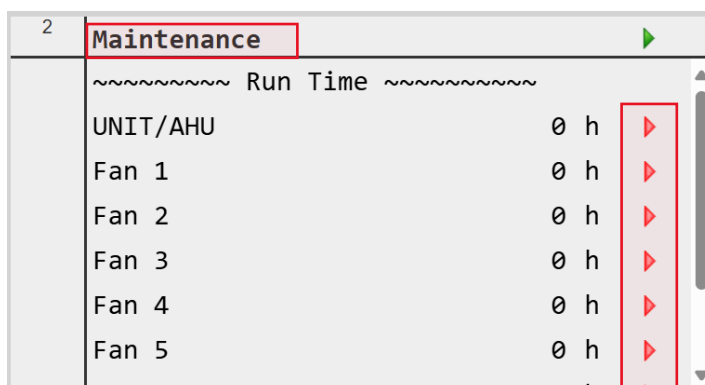 2
Maintenance
~~~~~~~~~ Run Time ~~~~~~~~~~
UNIT/AHU 0 h
Fan 1 0 h
Fan 2 0 h
Fan 3 0 h
Fan 4 0 h
Fan 5 0 h